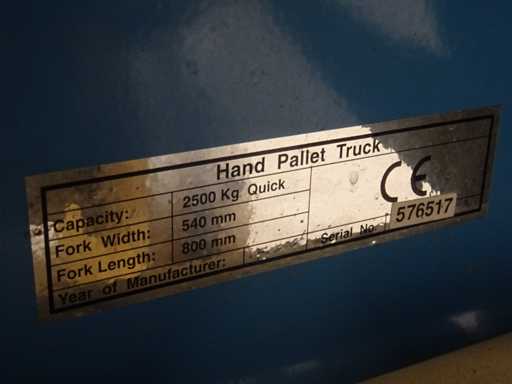 Hand Pallet Truck
Capacity: 2500 Kg Quick
Fork Width: 540 mm
Fork Length: 800 mm
Year of Manufacturer:
CE
Serial No: 576517